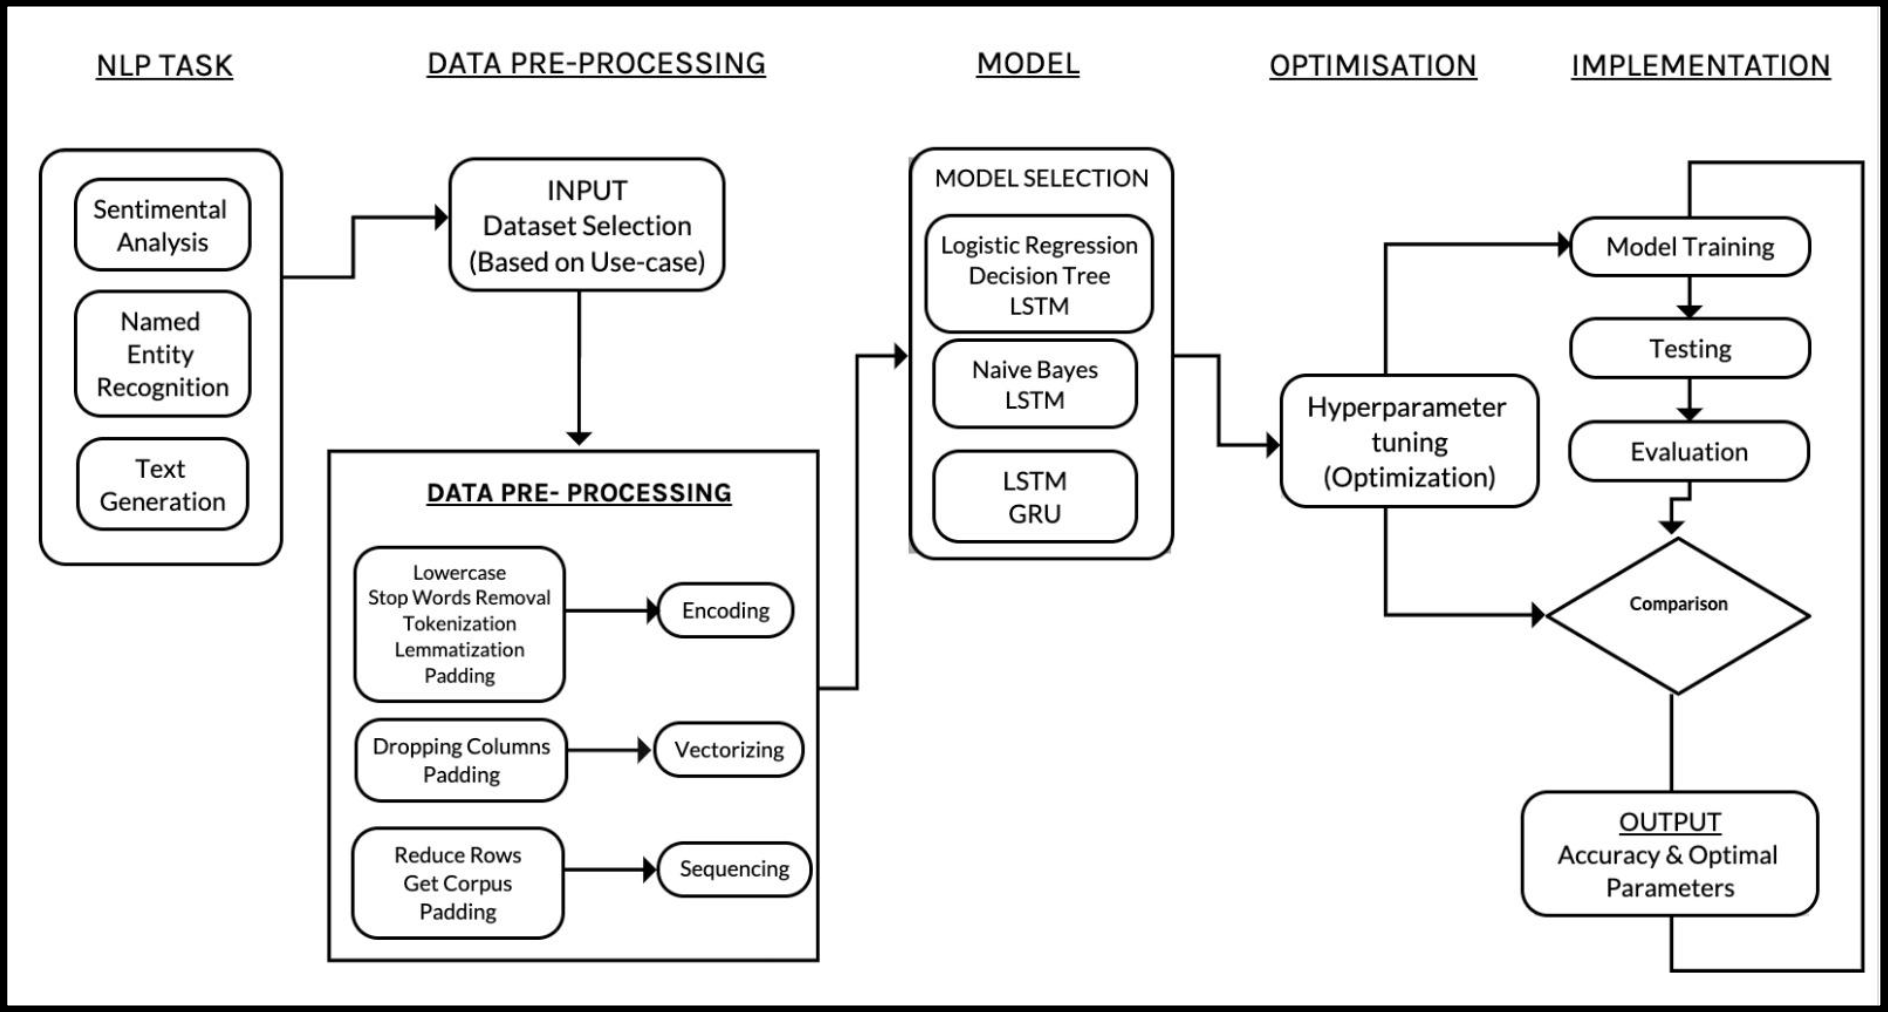 NLP TASK
DATA PRE-PROCESSING
MODEL
OPTIMISATION
IMPLEMENTATION
Sentimental
Analysis
Named
Entity
Recognition
Text
Generation
INPUT
Dataset Selection
(Based on Use-case)
DATA PRE- PROCESSING
Lowercase
Stop Words Removal
Tokenization
Lemmatization
Padding
Encoding
Dropping Columns
Padding
Vectorizing
Reduce Rows
Get Corpus
Padding
Sequencing
MODEL SELECTION
Logistic Regression
Decision Tree
LSTM
Naive Bayes
LSTM
LSTM
GRU
Hyperparameter
tuning
(Optimization)
Model Training
Testing
Evaluation
Comparison
OUTPUT
Accuracy & Optimal
Parameters